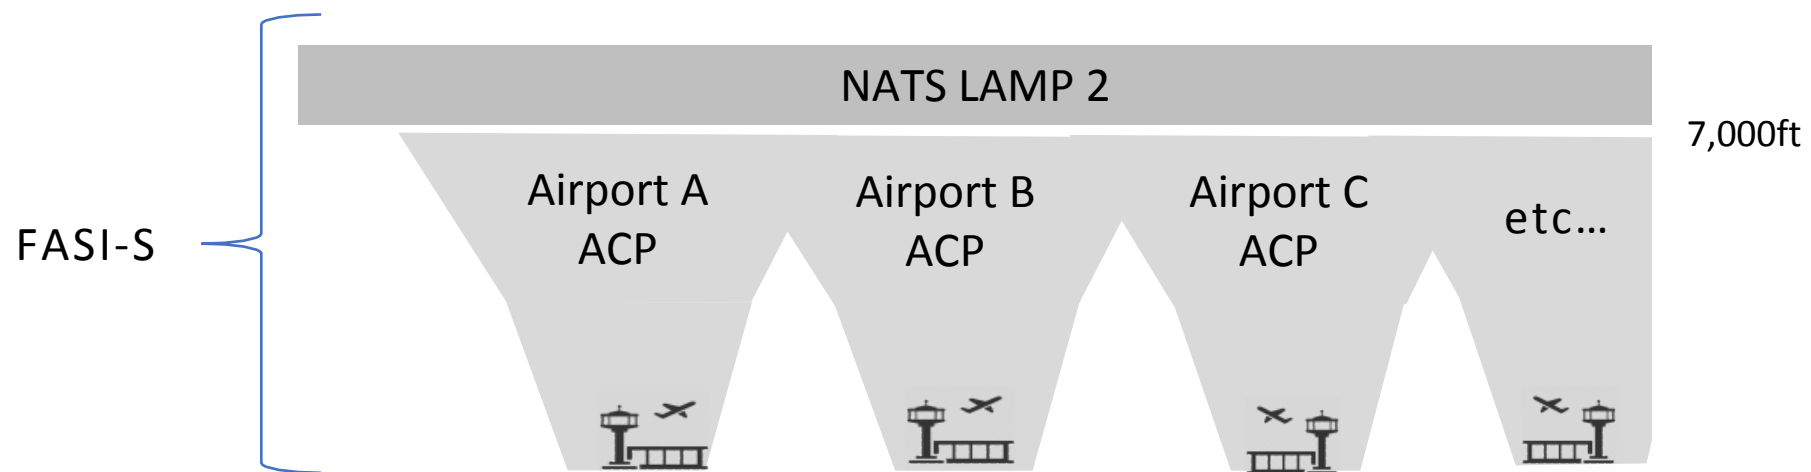 NATS LAMP 2
7,000ft
Airport A
ACP
Airport B
ACP
Airport C
ACP
etc…
FASI-S